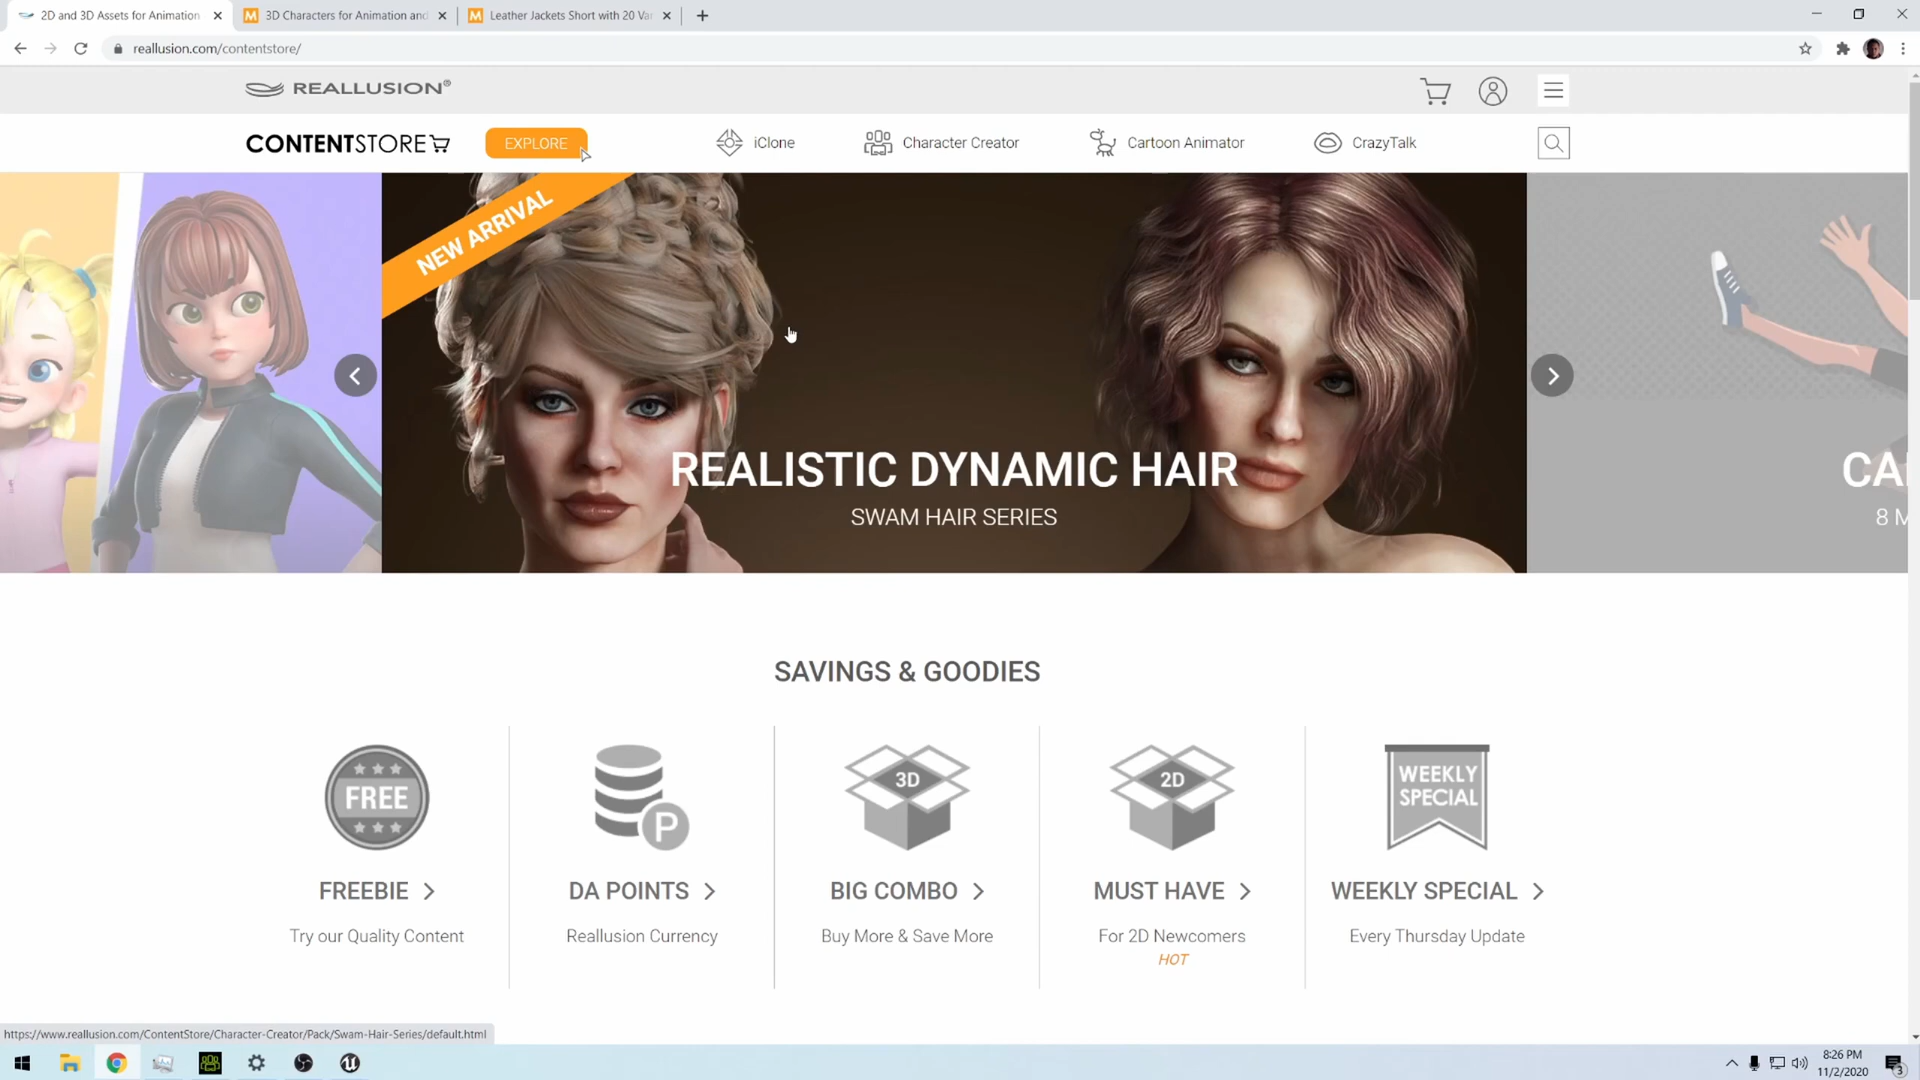 2D and 3D Assets for Animation
3D Characters for Animation and
Leather Jackets Short with 20 Var
reallusion.com/contentstore/
REALLUSION®
CONTENTSTORE
EXPLORE
iClone
Character Creator
Cartoon Animator
CrazyTalk
NEW ARRIVAL
REALISTIC DYNAMIC HAIR
SWAM HAIR SERIES
CA
8 M
SAVINGS & GOODIES
FREE
P
3D
2D
WEEKLY
SPECIAL
FREEBIE
DA POINTS
BIG COMBO
MUST HAVE
WEEKLY SPECIAL
Try our Quality Content
Reallusion Currency
Buy More & Save More
For 2D Newcomers
HOT
Every Thursday Update
https://www.reallusion.com/ContentStore/Character-Creator/Pack/Swam-Hair-Series/default.html
8:26 PM
11/2/2020
3